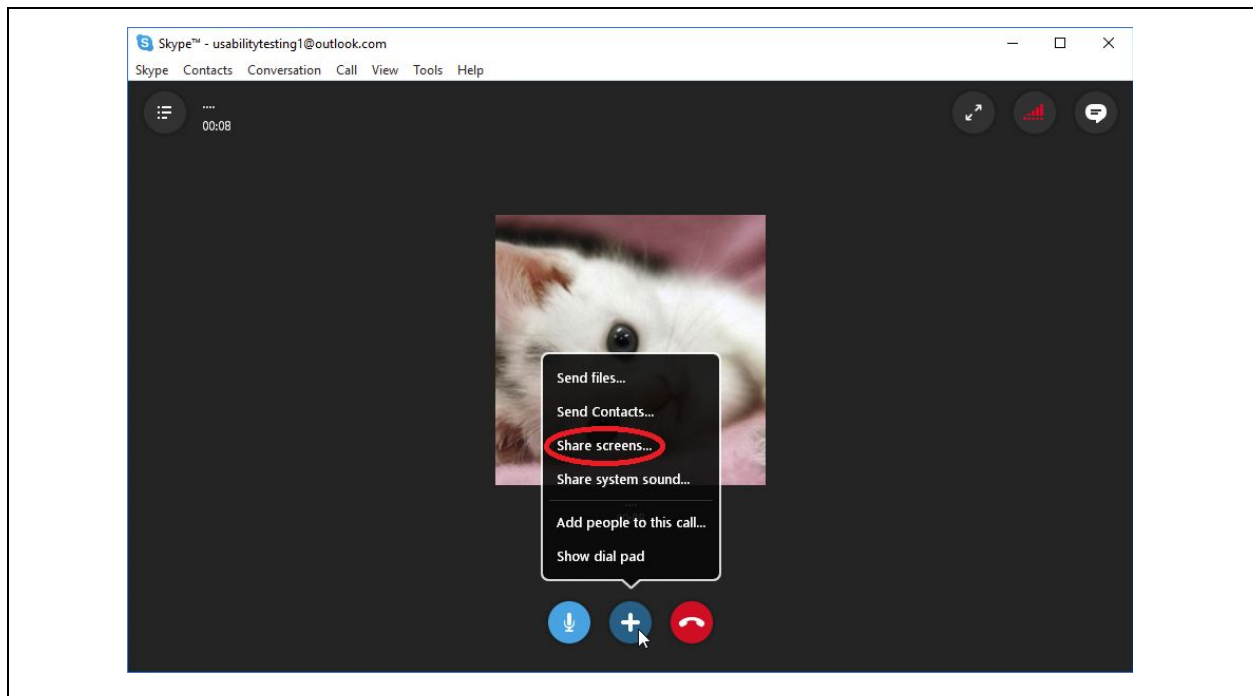 Skype™ - usabilitytesting1@outlook.com
Skype Contacts Conversation Call View Tools Help
....
00:08
Send files...
Send Contacts...
Share screens...
Share system sound...
Add people to this call...
Show dial pad